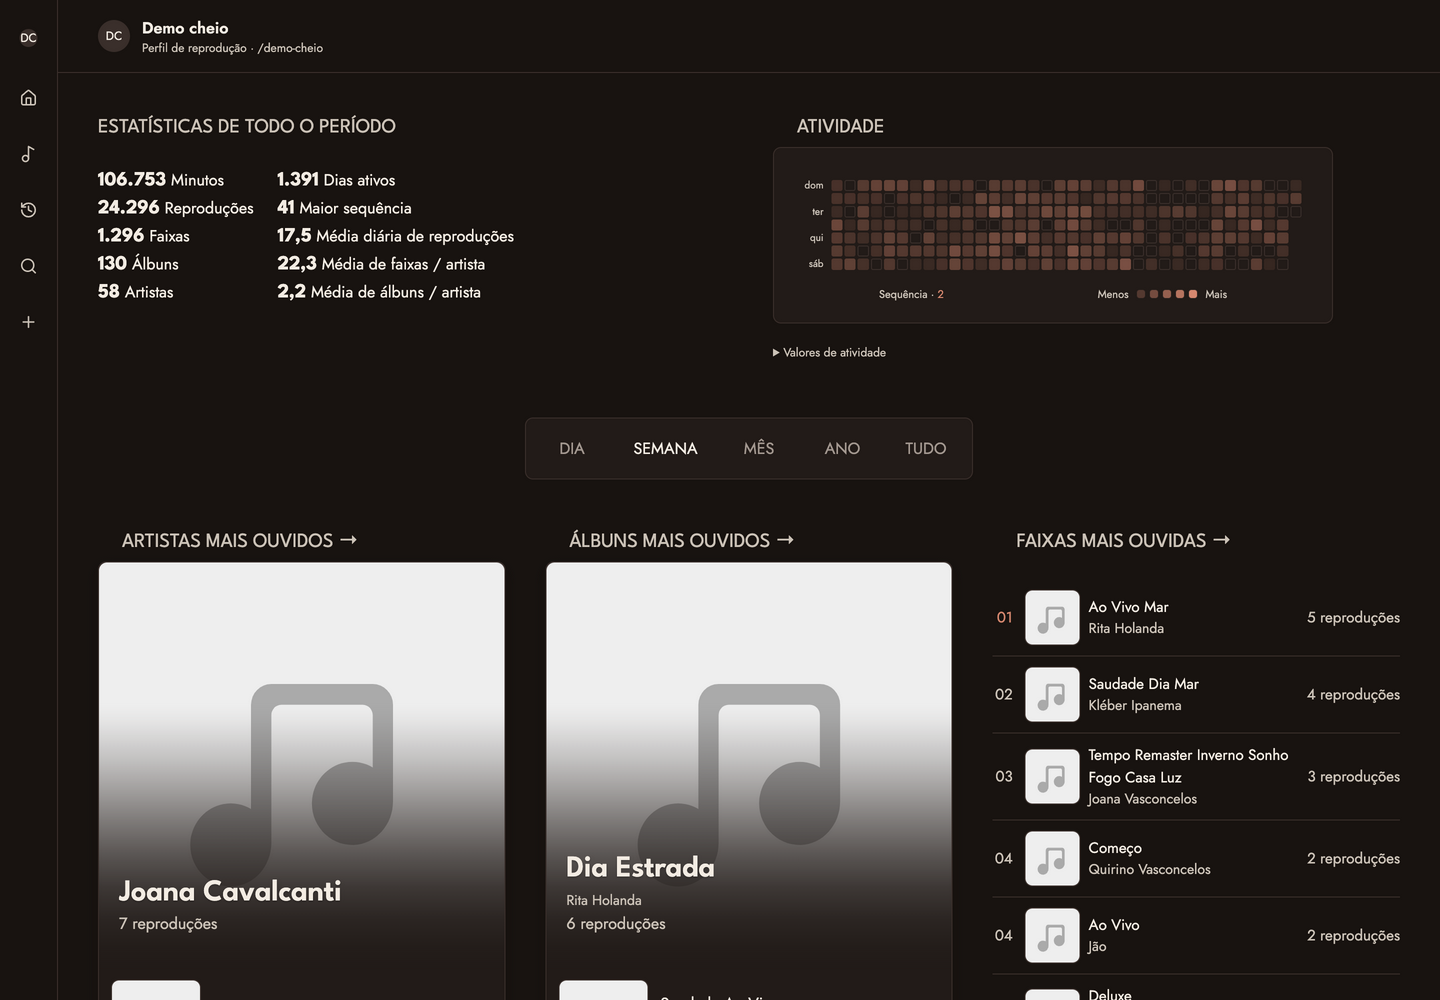 DC
DC
Demo cheio
Perfil de reprodução · /demo-cheio
ESTATÍSTICAS DE TODO O PERÍODO
106.753 Minutos
24.296 Reproduções
1.296 Faixas
130 Álbuns
58 Artistas
1.391 Dias ativos
41 Maior sequência
17,5 Média diária de reproduções
22,3 Média de faixas / artista
2,2 Média de álbuns / artista
ATIVIDADE
dom
ter
qui
sáb
Sequência · 2
Menos
Mais
Valores de atividade
DIA
SEMANA
MÊS
ANO
TUDO
ARTISTAS MAIS OUVIDOS →
Joana Cavalcanti
7 reproduções
ÁLBUNS MAIS OUVIDOS →
Dia Estrada
Rita Holanda
6 reproduções
FAIXAS MAIS OUVIDAS →
01
Ao Vivo Mar
Rita Holanda
5 reproduções
02
Saudade Dia Mar
Kléber Ipanema
4 reproduções
03
Tempo Remaster Inverno Sonho
Fogo Casa Luz
Joana Vasconcelos
3 reproduções
04
Começo
Quirino Vasconcelos
2 reproduções
04
Ao Vivo
Jão
2 reproduções
Deluxe